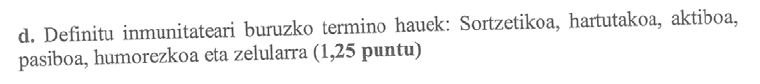 d. Definitu inmunitateari buruzko termino hauek: Sortzetikoa, hartutakoa, aktiboa,
pasiboa, humorezkoa eta zelularra (1,25 puntu)